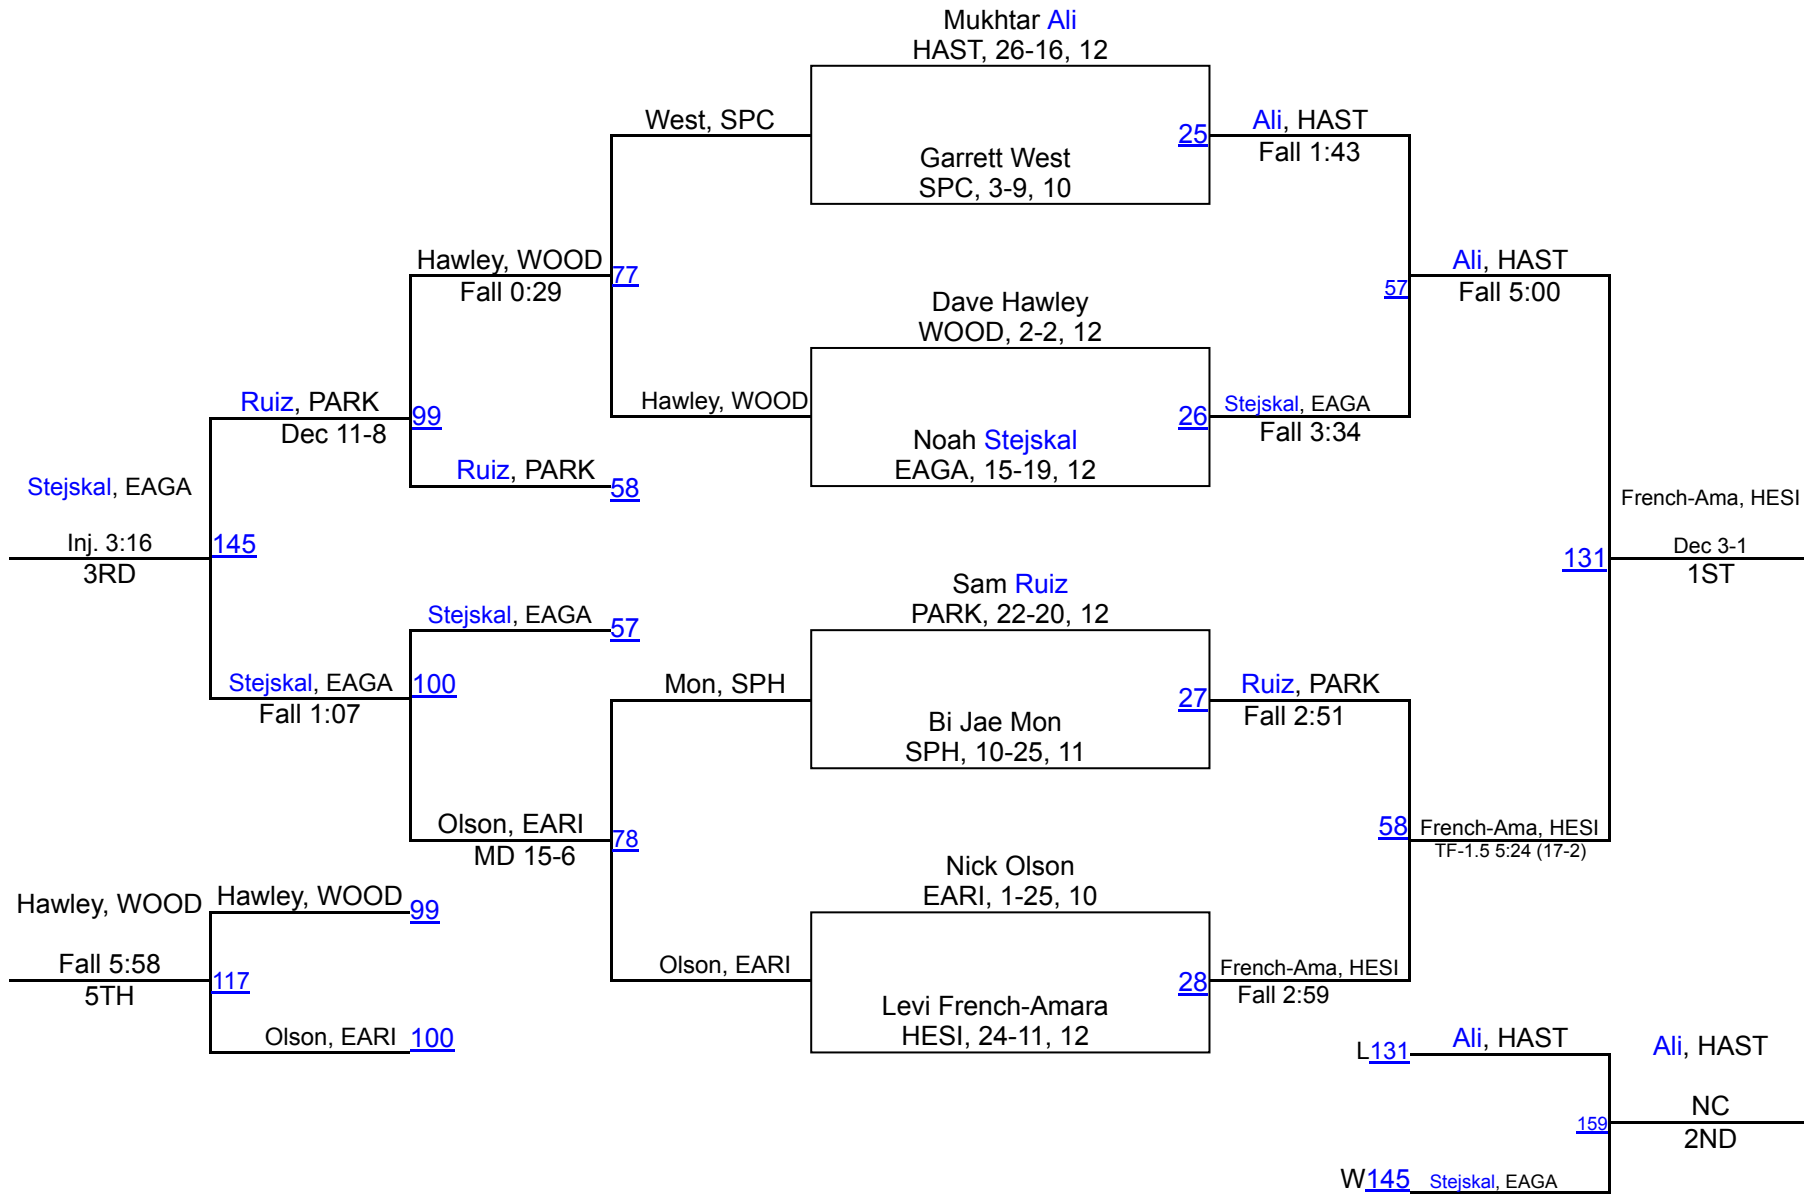 Mukhtar Ali
HAST, 26-16, 12
West, SPC
25
Ali, HAST
Fall 1:43
Garrett West
SPC, 3-9, 10
Hawley, WOOD
Fall 0:29
77
Ali, HAST
Fall 5:00
57
Dave Hawley
WOOD, 2-2, 12
Ruiz, PARK
Dec 11-8
99
Hawley, WOOD
26
Stejskal, EAGA
Fall 3:34
Noah Stejskal
EAGA, 15-19, 12
Ruiz, PARK
58
Stejskal, EAGA
Inj. 3:16
3RD
145
French-Ama, HESI
Dec 3-1
1ST
131
Sam Ruiz
PARK, 22-20, 12
Stejskal, EAGA
57
Stejskal, EAGA
Fall 1:07
100
Mon, SPH
27
Ruiz, PARK
Fall 2:51
Bi Jae Mon
SPH, 10-25, 11
Olson, EARI
MD 15-6
78
58
French-Ama, HESI
TF-1.5 5:24 (17-2)
Nick Olson
EARI, 1-25, 10
Hawley, WOOD
Hawley, WOOD
99
Fall 5:58
5TH
117
Olson, EARI
28
French-Ama, HESI
Fall 2:59
Levi French-Amara
HESI, 24-11, 12
Olson, EARI
100
L131
Ali, HAST
Ali, HAST
NC
2ND
159
W145
Stejskal, EAGA